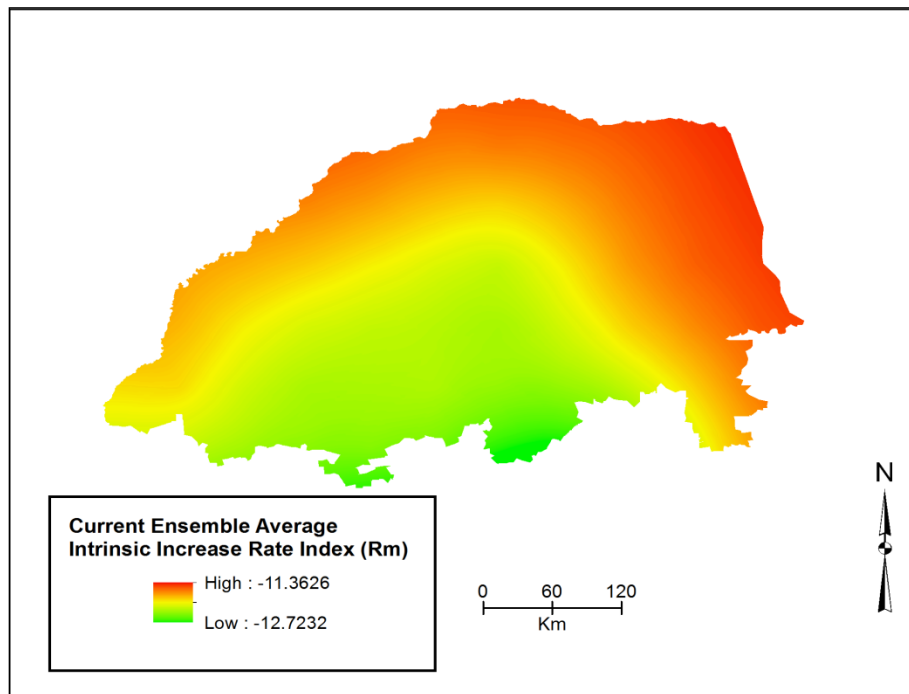 N
Current Ensemble Average
Intrinsic Increase Rate Index (Rm)
High : -11.3626
Low : -12.7232
0 60 120
Km